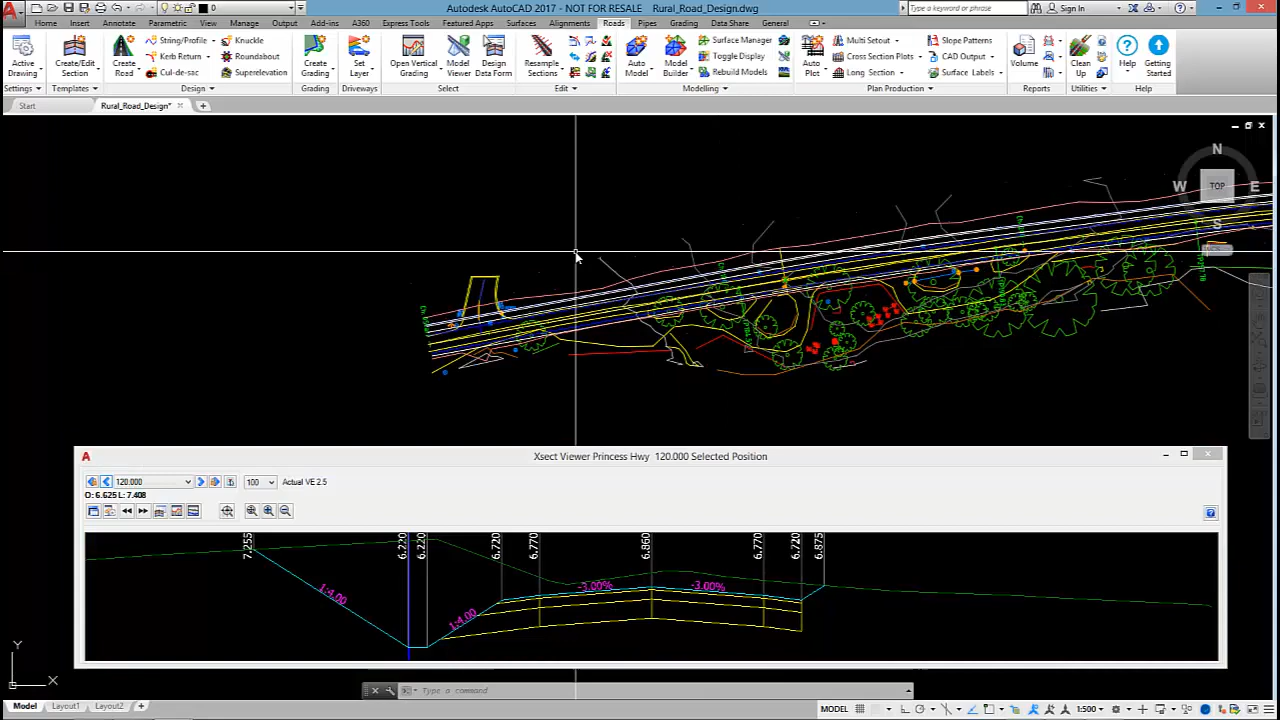 Autodesk AutoCAD 2017 - NOT FOR RESALE Rural_Road_Design.dwg
0
Type a keyword or phrase
Sign In
Home Insert Annotate Parametric View Manage Output Add-ins A360 Express Tools Featured Apps Surfaces Alignments Roads Pipes Grading Data Share General
Active Drawing
Create/Edit Section
Create Road
String/Profile
Kerb Return
Cul-de-sac
Knuckle
Roundabout
Superelevation
Create Grading
Set Layer
Open Vertical Grading
Model Viewer
Design Data Form
Resample Sections
Auto Model
Model Builder
Surface Manager
Toggle Display
Rebuild Models
Auto Plot
Multi Setout
Cross Section Plots
Long Section
Slope Patterns
CAD Output
Surface Labels
Volume
Clean Up
Help
Getting Started
Settings Templates Design Grading Driveways Select Edit Modelling Plan Production Reports Utilities Help
Start Rural_Road_Design*
N
W TOP E
S
Xsect Viewer Princess Hwy 120.000 Selected Position
120.000 100 Actual VE 2.5
O: 6.625 L: 7.408
7.255 6.220 6.220 6.720 6.770 6.860 6.770 6.720 6.875
1:4.00 1:4.00 -3.00% -3.00%
Y
X
Type a command
Model Layout1 Layout2
MODEL 1:500